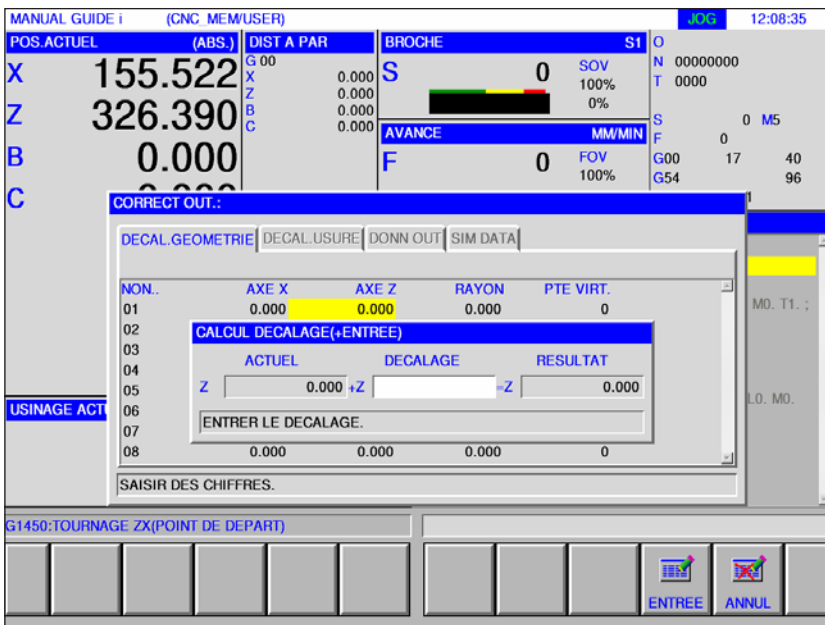 MANUAL GUIDE i (CNC_MEM/USER) JOG 12:08:35
POS.ACTUEL (ABS.) DIST A PAR BROCHE S1 O
G 00
N 00000000
X 155.522 X 0.000 S 0 SOV T 0000
100%
Z 326.390 Z 0.000
B 0.000 0%
C 0.000 S 0 M5
AVANCE MM/MIN F 0
B 0.000 F 0 FOV G00 17 40
100% G54 96
C
CORRECT OUT.:
DECAL.GEOMETRIE DECAL.USURE DONN OUT SIM DATA
NON.. AXE X AXE Z RAYON PTE VIRT.
01 0.000 0.000 0.000 0
M0. T1. ;
02
CALCUL DECALAGE(+ENTREE)
03
ACTUEL DECALAGE RESULTAT
04
05 Z 0.000 +Z =Z 0.000
L0. M0.
USINAGE ACT
06
ENTRER LE DECALAGE.
07
08 0.000 0.000 0.000 0
SAISIR DES CHIFFRES.
G1450:TOURNAGE ZX(POINT DE DEPART)
ENTREE ANNUL